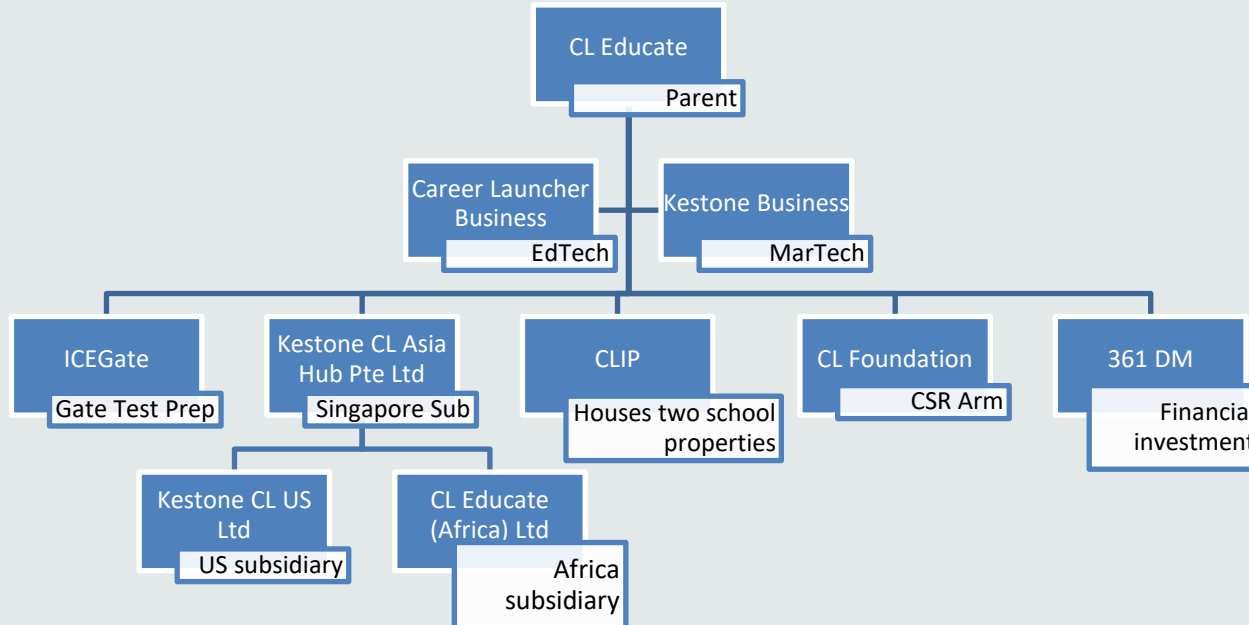 CL Educate
Parent
Career Launcher
Business
EdTech
Kestone Business
MarTech
ICEGate
Gate Test Prep
Kestone CL Asia
Hub Pte Ltd
Singapore Sub
CLIP
Houses two school
properties
CL Foundation
CSR Arm
361 DM
Financia
investment
Kestone CL US
Ltd
US subsidiary
CL Educate
(Africa) Ltd
Africa
subsidiary